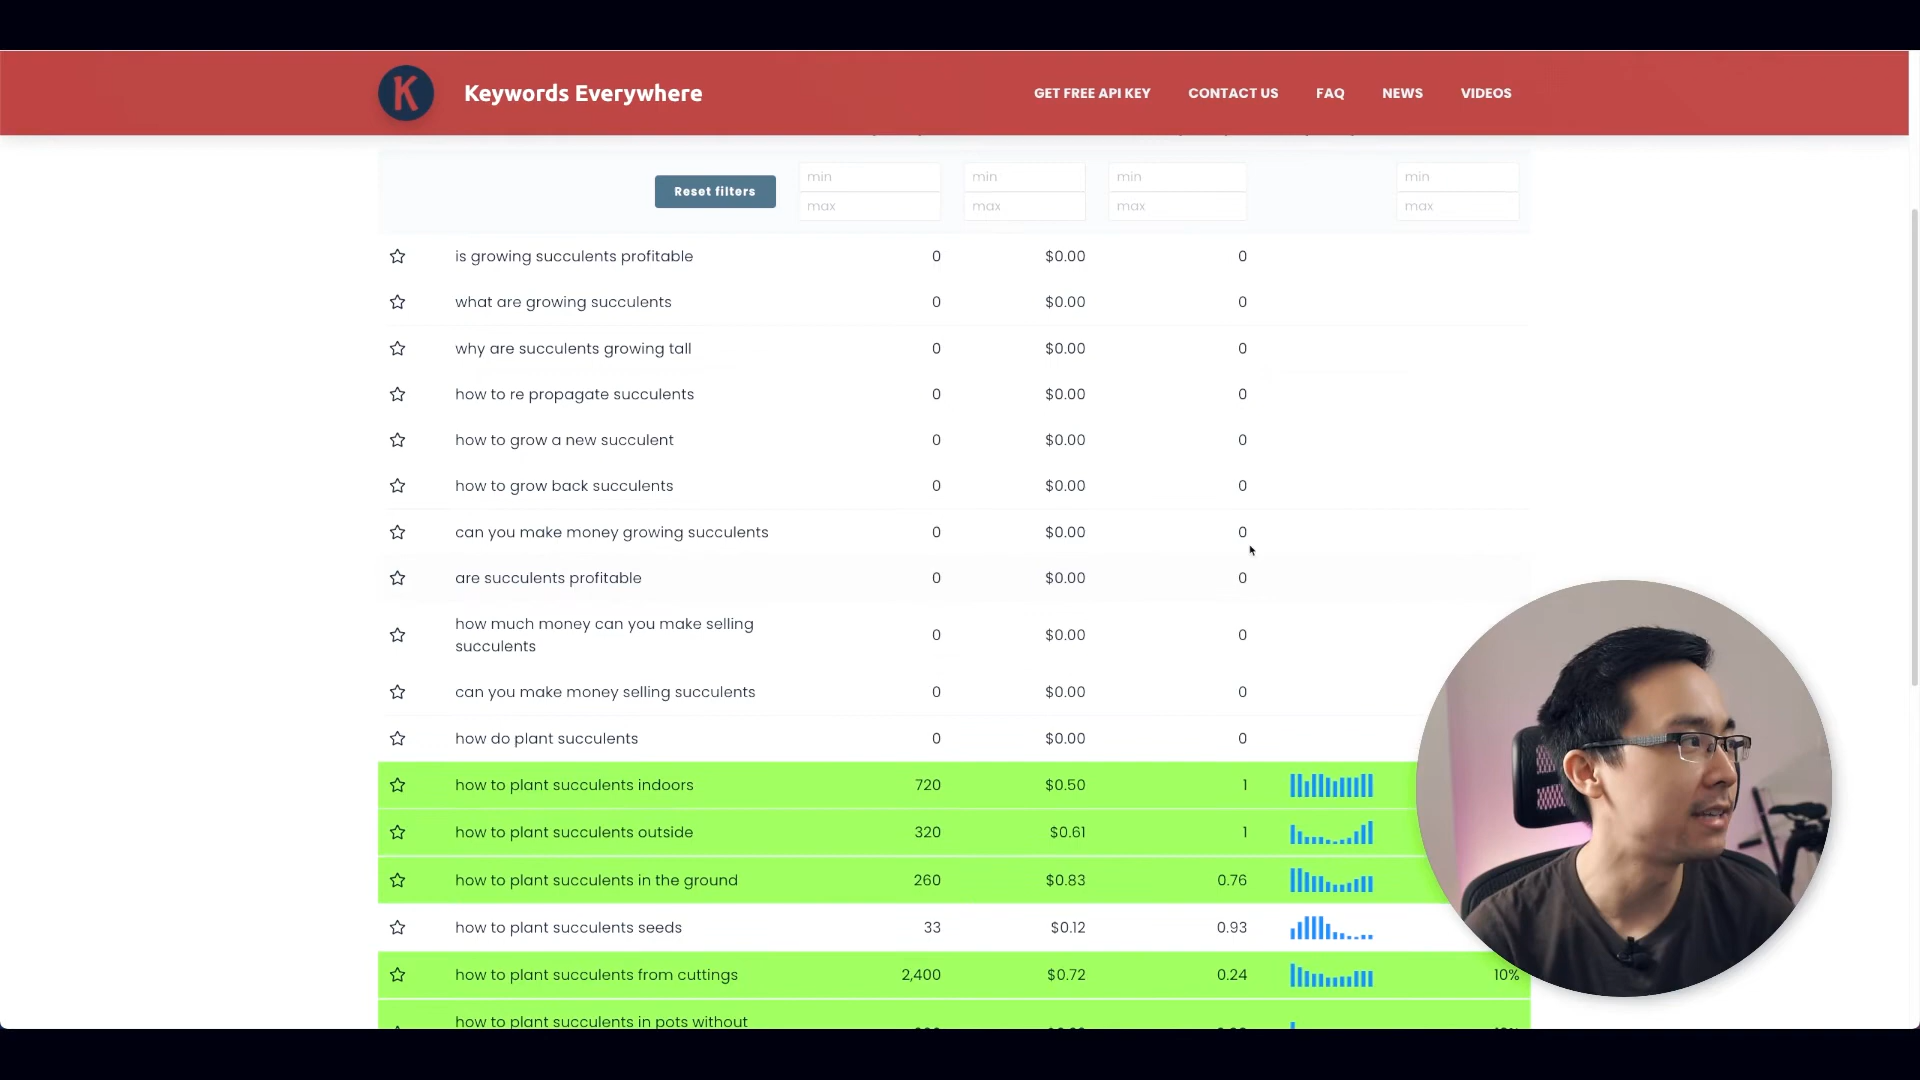 K
Keywords Everywhere
GET FREE API KEY
CONTACT US
FAQ
NEWS
VIDEOS
Reset filters
min
min
min
min
max
max
max
max
is growing succulents profitable 0 $0.00 0
what are growing succulents 0 $0.00 0
why are succulents growing tall 0 $0.00 0
how to re propagate succulents 0 $0.00 0
how to grow a new succulent 0 $0.00 0
how to grow back succulents 0 $0.00 0
can you make money growing succulents 0 $0.00 0
are succulents profitable 0 $0.00 0
how much money can you make selling
succulents 0 $0.00 0
can you make money selling succulents 0 $0.00 0
how do plant succulents 0 $0.00 0
how to plant succulents indoors 720 $0.50 1
how to plant succulents outside 320 $0.61 1
how to plant succulents in the ground 260 $0.83 0.76
how to plant succulents seeds 33 $0.12 0.93
how to plant succulents from cuttings 2,400 $0.72 0.24 10%
how to plant succulents in pots without